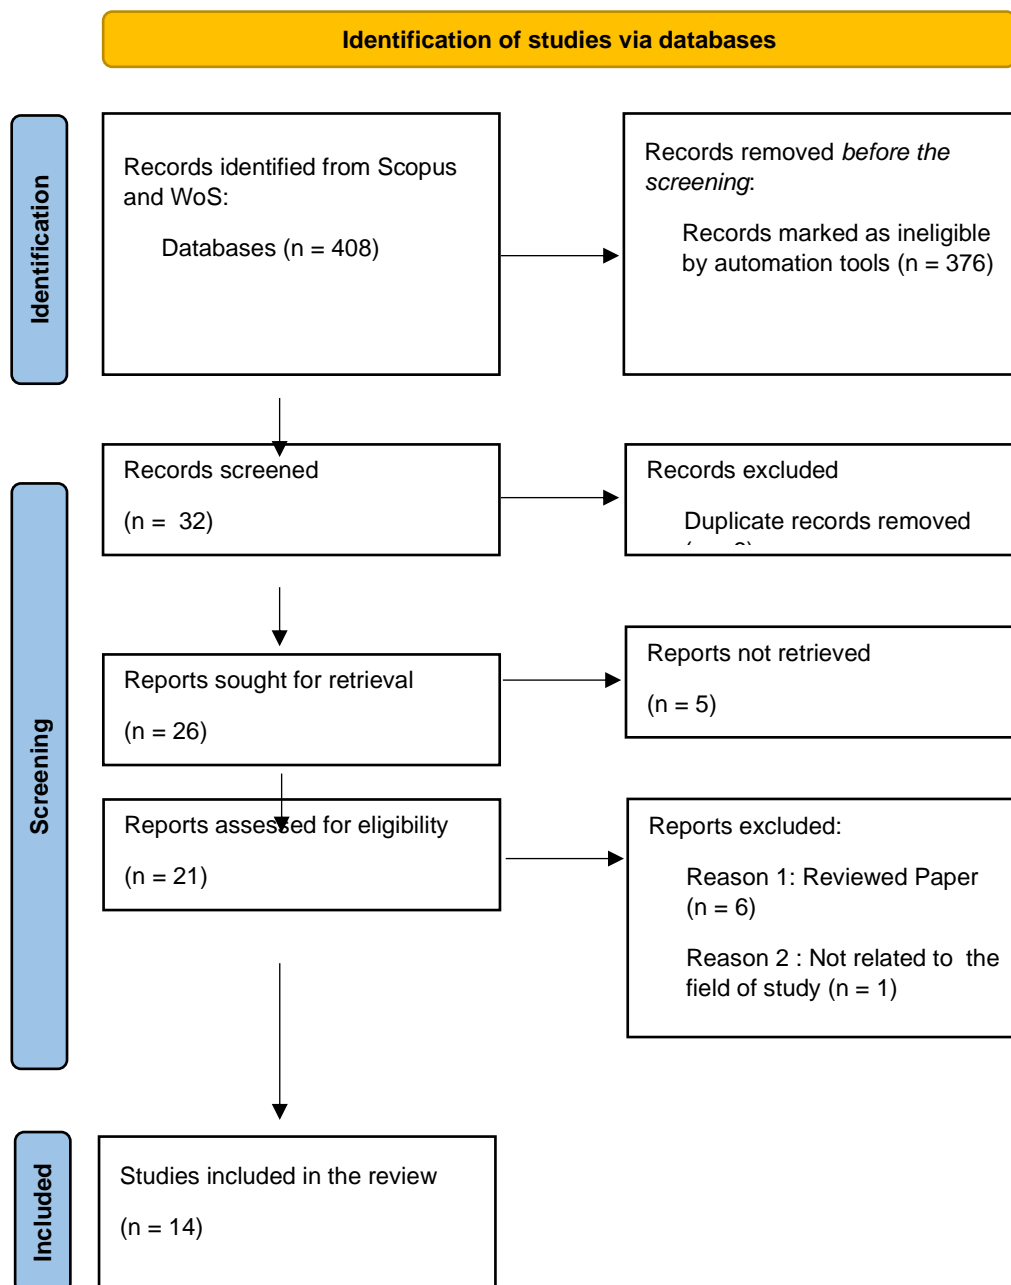 Identification of studies via databases
Identification
Records identified from Scopus
and WoS:
Databases (n = 408)
Records removed before the
screening:
Records marked as ineligible
by automation tools (n = 376)
Screening
Records screened
(n = 32)
Records excluded
Duplicate records removed
Reports sought for retrieval
(n = 26)
Reports not retrieved
(n = 5)
Reports assessed for eligibility
(n = 21)
Reports excluded:
Reason 1: Reviewed Paper
(n = 6)
Reason 2 : Not related to the
field of study (n = 1)
Included
Studies included in the review
(n = 14)